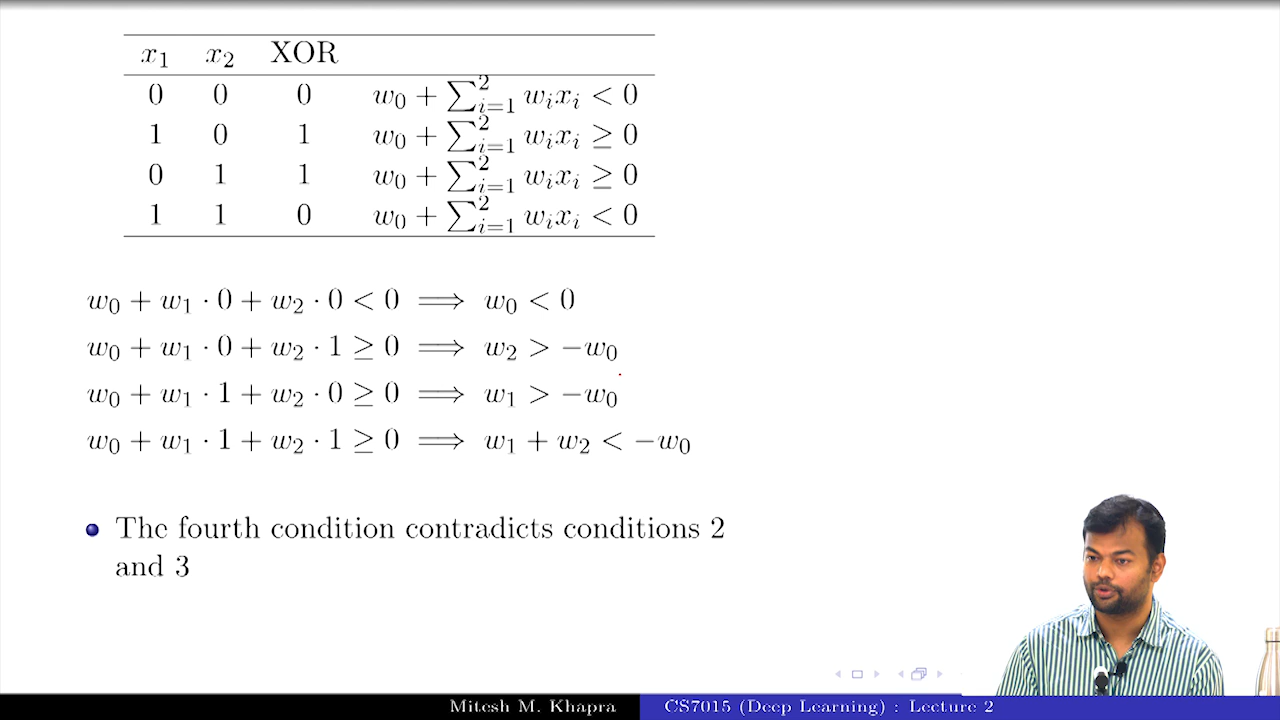 x₁ x₂ XOR
0 0 0 w₀ + ∑²ᵢ₌₁ wᵢxᵢ < 0
1 0 1 w₀ + ∑²ᵢ₌₁ wᵢxᵢ ≥ 0
0 1 1 w₀ + ∑²ᵢ₌₁ wᵢxᵢ ≥ 0
1 1 0 w₀ + ∑²ᵢ₌₁ wᵢxᵢ < 0
w₀ + w₁ · 0 + w₂ · 0 < 0 ⟹ w₀ < 0
w₀ + w₁ · 0 + w₂ · 1 ≥ 0 ⟹ w₂ > −w₀
w₀ + w₁ · 1 + w₂ · 0 ≥ 0 ⟹ w₁ > −w₀
w₀ + w₁ · 1 + w₂ · 1 ≥ 0 ⟹ w₁ + w₂ < −w₀
The fourth condition contradicts conditions 2
and 3
Mitesh M. Khapra CS7015 (Deep Learning) : Lecture 2